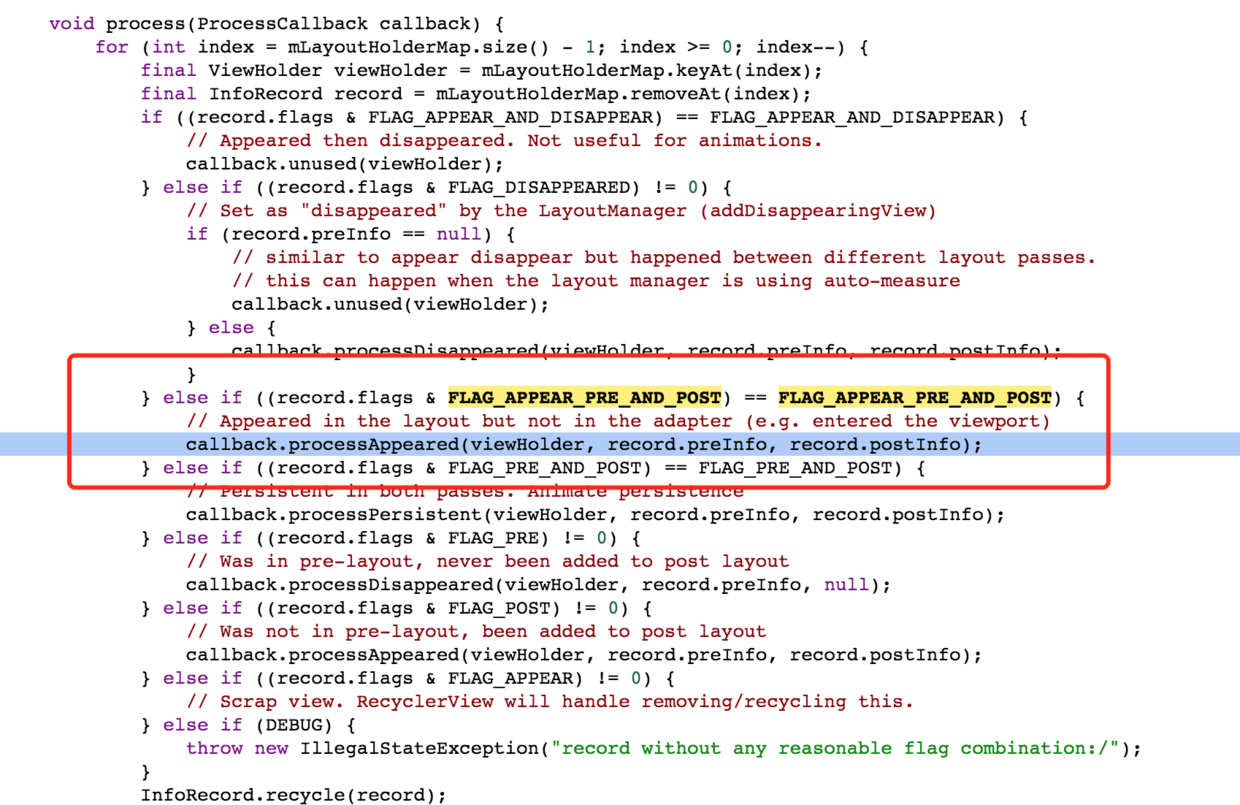 void process(ProcessCallback callback) {
for (int index = mLayoutHolderMap.size() - 1; index >= 0; index--) {
final ViewHolder viewHolder = mLayoutHolderMap.keyAt(index);
final InfoRecord record = mLayoutHolderMap.removeAt(index);
if ((record.flags & FLAG_APPEAR_AND_DISAPPEAR) == FLAG_APPEAR_AND_DISAPPEAR) {
// Appeared then disappeared. Not useful for animations.
callback.unused(viewHolder);
} else if ((record.flags & FLAG_DISAPPEARED) != 0) {
// Set as "disappeared" by the LayoutManager (addDisappearingView)
if (record.preInfo == null) {
// similar to appear disappear but happened between different layout passes.
// this can happen when the layout manager is using auto-measure
callback.unused(viewHolder);
} else {
callback.processDisappeared(viewHolder, record.preInfo, record.postInfo);
}
} else if ((record.flags & FLAG_APPEAR_PRE_AND_POST) == FLAG_APPEAR_PRE_AND_POST) {
// Appeared in the layout but not in the adapter (e.g. entered the viewport)
callback.processAppeared(viewHolder, record.preInfo, record.postInfo);
} else if ((record.flags & FLAG_PRE_AND_POST) == FLAG_PRE_AND_POST) {
// Persistent in both passes. Animate persistence
callback.processPersistent(viewHolder, record.preInfo, record.postInfo);
} else if ((record.flags & FLAG_PRE) != 0) {
// Was in pre-layout, never been added to post layout
callback.processDisappeared(viewHolder, record.preInfo, null);
} else if ((record.flags & FLAG_POST) != 0) {
// Was not in pre-layout, been added to post layout
callback.processAppeared(viewHolder, record.preInfo, record.postInfo);
} else if ((record.flags & FLAG_APPEAR) != 0) {
// Scrap view. RecyclerView will handle removing/recycling this.
} else if (DEBUG) {
throw new IllegalStateException("record without any reasonable flag combination:/");
}
InfoRecord.recycle(record);